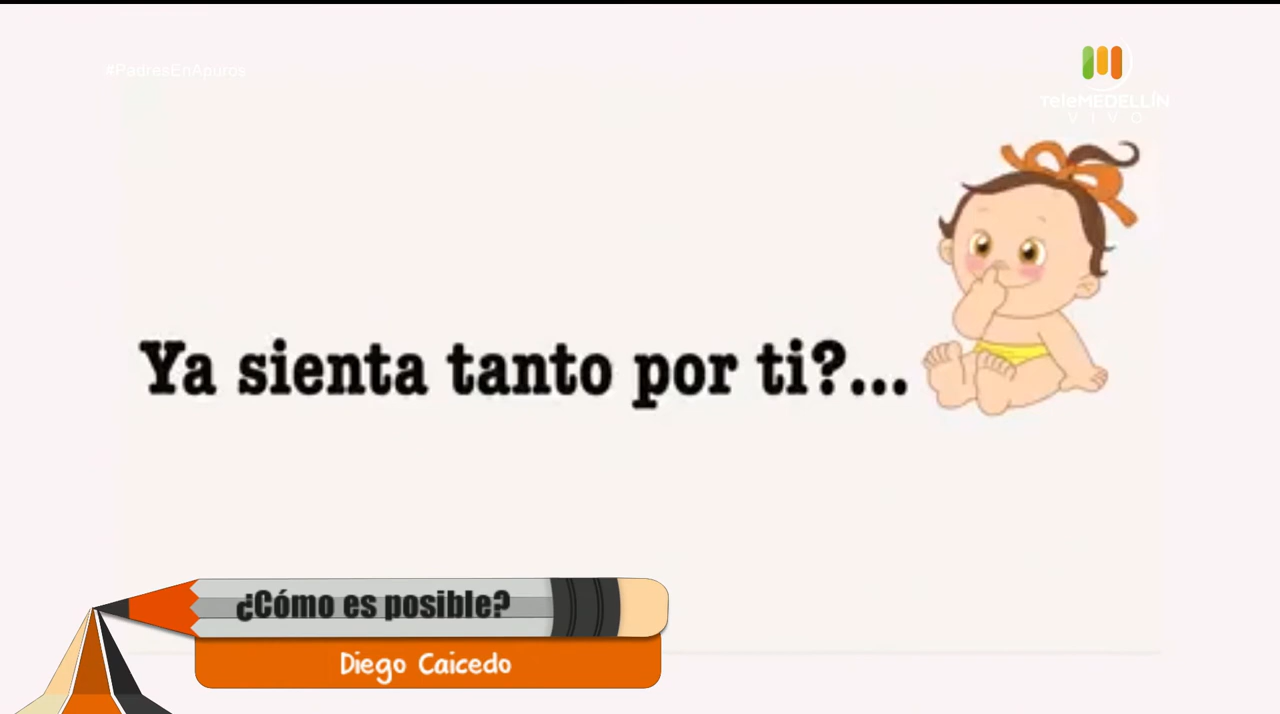 #PadresEnApuros
TeleMEDELLÍN
VIVO
Ya sienta tanto por ti?...
¿Cómo es posible?
Diego Caicedo